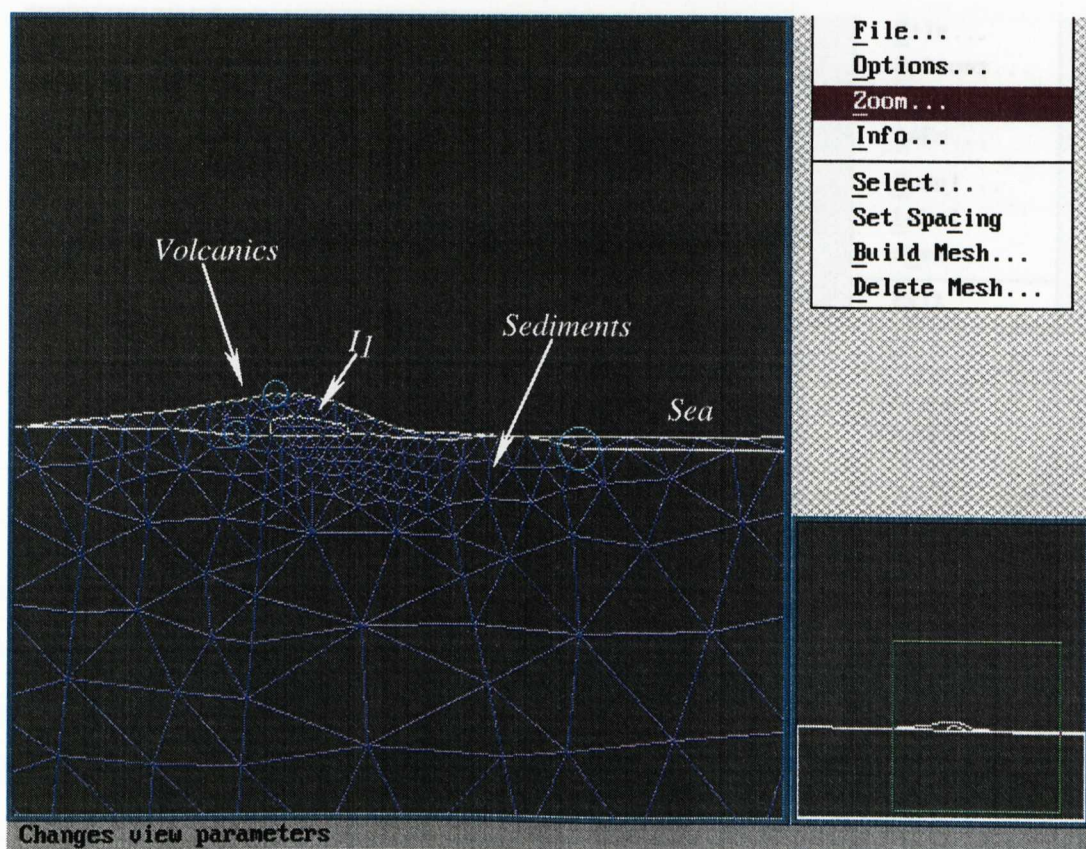 File...
Options...
Zoom...
Info...
Select...
Set Spacing
Build Mesh...
Delete Mesh...
Volcanics
I1
Sediments
Sea
Changes view parameters